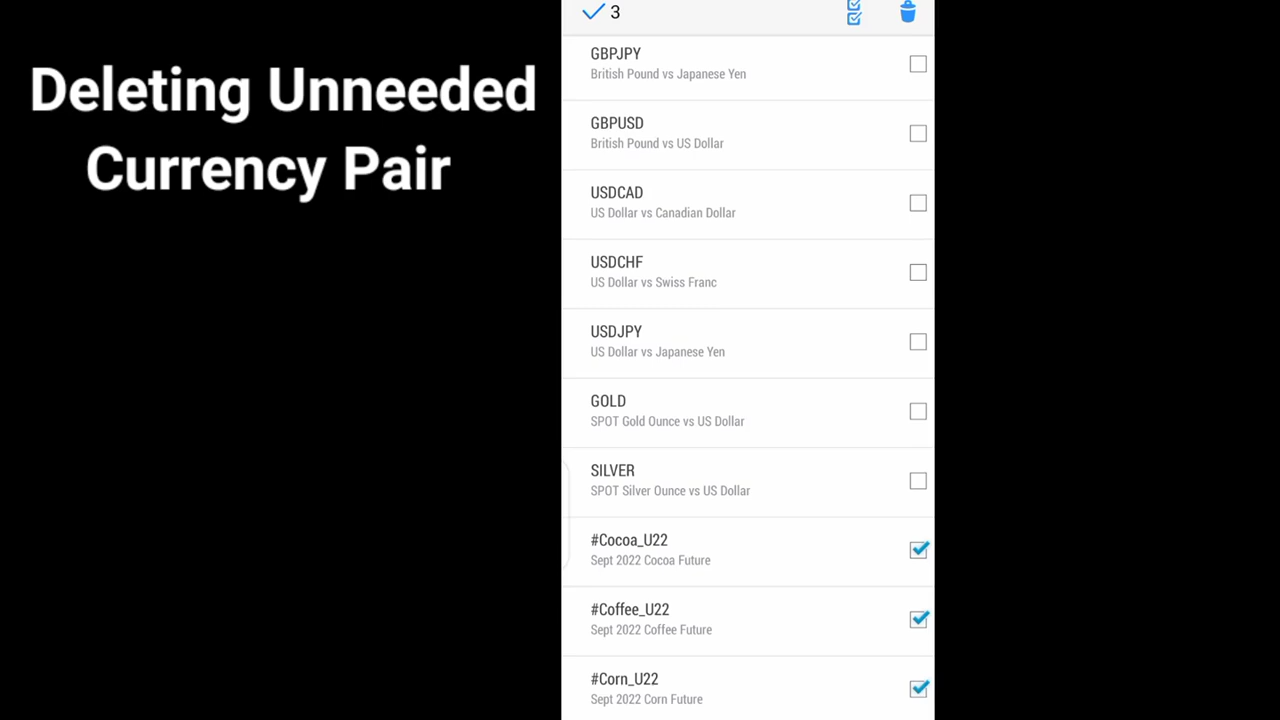 Deleting Unneeded
Currency Pair
3
GBPJPY
British Pound vs Japanese Yen
GBPUSD
British Pound vs US Dollar
USDCAD
US Dollar vs Canadian Dollar
USDCHF
US Dollar vs Swiss Franc
USDJPY
US Dollar vs Japanese Yen
GOLD
SPOT Gold Ounce vs US Dollar
SILVER
SPOT Silver Ounce vs US Dollar
#Cocoa_U22
Sept 2022 Cocoa Future
#Coffee_U22
Sept 2022 Coffee Future
#Corn_U22
Sept 2022 Corn Future